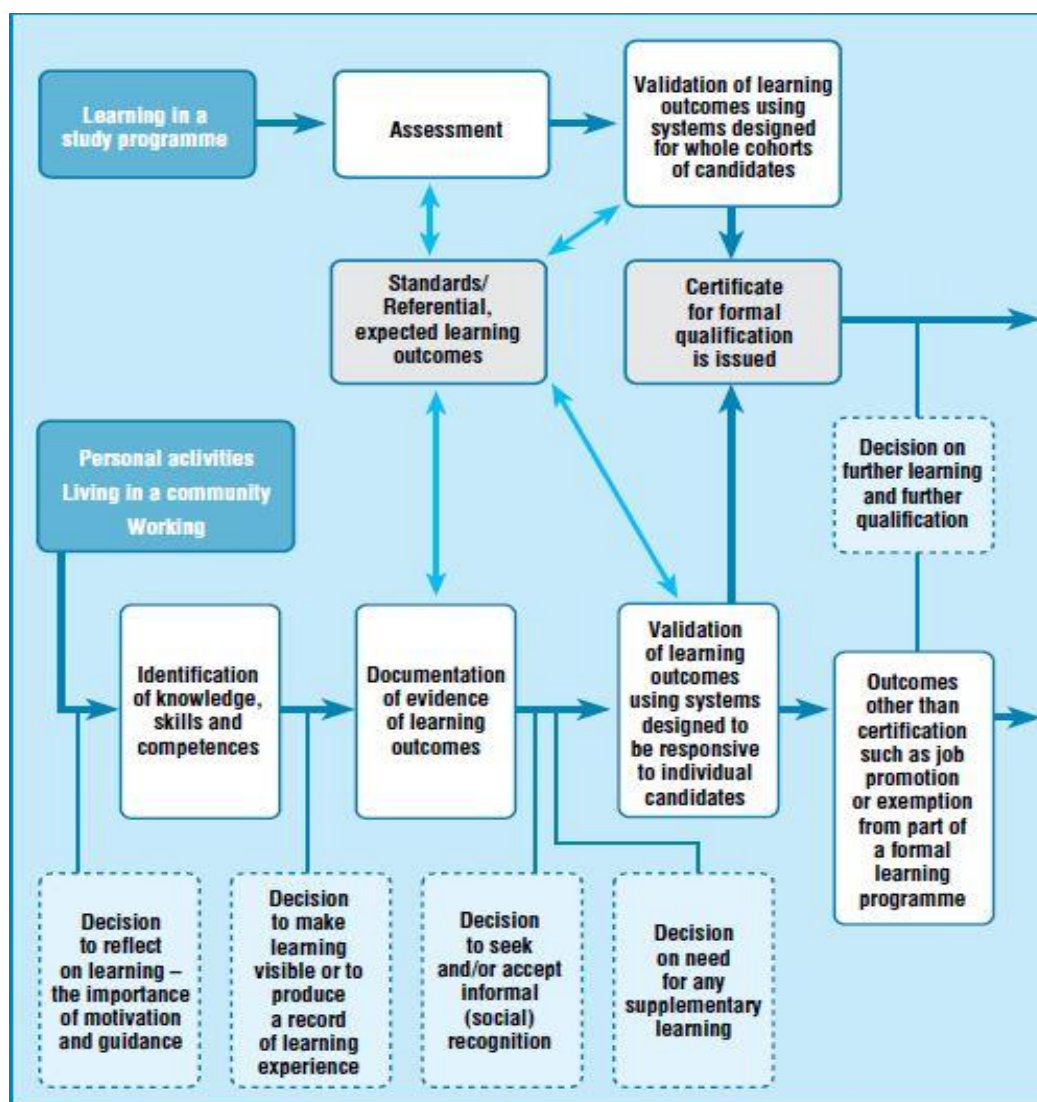 Learning in a
study programme
Assessment
Validation of learning
outcomes using
systems designed
for whole cohorts
of candidates
Standards/
Referential,
expected learning
outcomes
Certificate
for formal
qualification
is issued
Personal activities
Living in a community
Working
Decision on
further learning
and further
qualification
Identification
of knowledge,
skills and
competences
Documentation
of evidence
of learning
outcomes
Validation
of learning
outcomes
using systems
designed to
be responsive
to individual
candidates
Outcomes
other than
certification
such as job
promotion
or exemption
from part of
a formal
learning
programme
Decision
to reflect
on learning –
the importance
of motivation
and guidance
Decision
to make
learning
visible or to
produce
a record
of learning
experience
Decision
to seek
and/or accept
informal
(social)
recognition
Decision
on need
for any
supplementary
learning